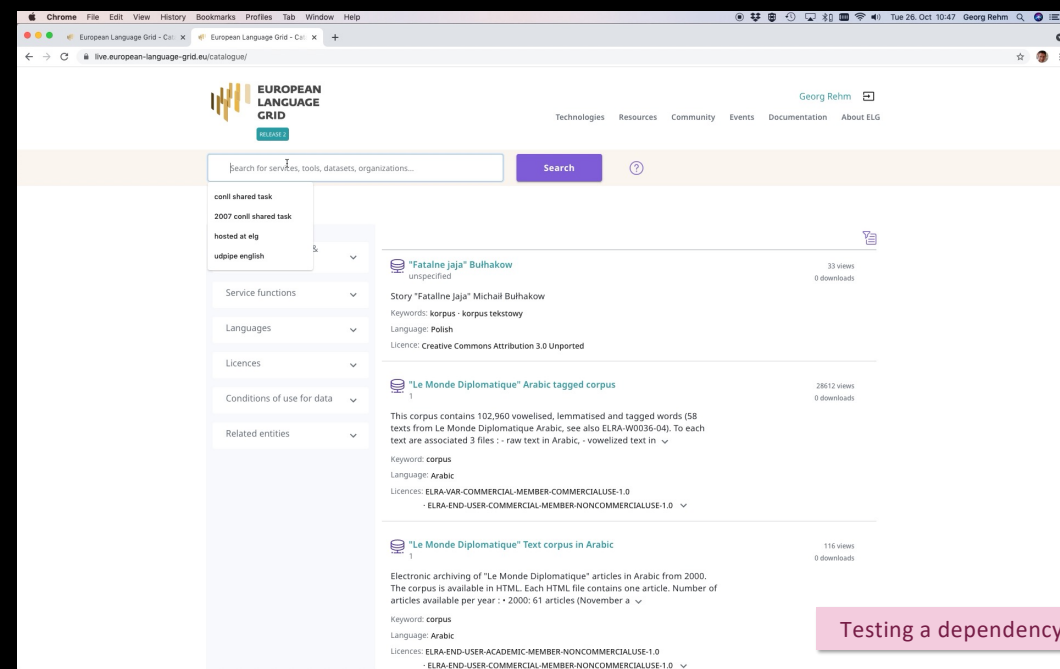 Chrome File Edit View History Bookmarks Profiles Tab Window Help
Tue 26. Oct 10:47 Georg Rehm
European Language Grid - Cat
European Language Grid - Cat
live.european-language-grid.eu/catalogue/
EUROPEAN
LANGUAGE
GRID
RELEASE 2
Georg Rehm
Technologies Resources Community Events Documentation About ELG
Search for services, tools, datasets, organizations...
Search
?
conll shared task
2007 conll shared task
hosted at elg
udpipe english
&
Service functions
Languages
Licences
Conditions of use for data
Related entities
"Fatalne jaja" Bułhakow
unspecified
33 views
0 downloads
Story "Fatallne Jaja" Michaił Bułhakow
Keywords: korpus · korpus tekstowy
Language: Polish
Licence: Creative Commons Attribution 3.0 Unported
"Le Monde Diplomatique" Arabic tagged corpus
1
28612 views
0 downloads
This corpus contains 102,960 vowelised, lemmatised and tagged words (58
texts from Le Monde Diplomatique Arabic, see also ELRA-W0036-04). To each
text are associated 3 files : - raw text in Arabic, - vowelized text in
Keyword: corpus
Language: Arabic
Licences: ELRA-VAR-COMMERCIAL-MEMBER-COMMERCIALUSE-1.0
· ELRA-END-USER-COMMERCIAL-MEMBER-NONCOMMERCIALUSE-1.0
"Le Monde Diplomatique" Text corpus in Arabic
1
116 views
0 downloads
Electronic archiving of "Le Monde Diplomatique" articles in Arabic from 2000.
The corpus is available in HTML. Each HTML file contains one article. Number of
articles available per year : • 2000: 61 articles (November a
Keyword: corpus
Language: Arabic
Licences: ELRA-END-USER-ACADEMIC-MEMBER-NONCOMMERCIALUSE-1.0
· ELRA-END-USER-COMMERCIAL-MEMBER-NONCOMMERCIALUSE-1.0
Testing a dependency